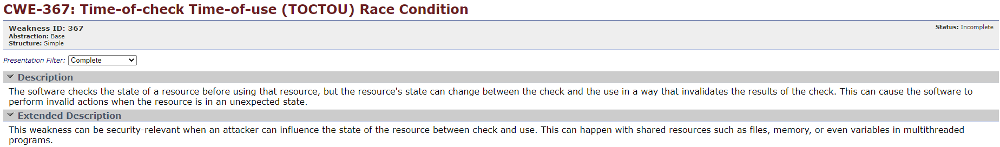 CWE-367: Time-of-check Time-of-use (TOCTOU) Race Condition
Weakness ID: 367
Status: Incomplete
Abstraction: Base
Structure: Simple
Presentation Filter: Complete
Description
The software checks the state of a resource before using that resource, but the resource's state can change between the check and the use in a way that invalidates the results of the check. This can cause the software to
perform invalid actions when the resource is in an unexpected state.
Extended Description
This weakness can be security-relevant when an attacker can influence the state of the resource between check and use. This can happen with shared resources such as files, memory, or even variables in multithreaded
programs.